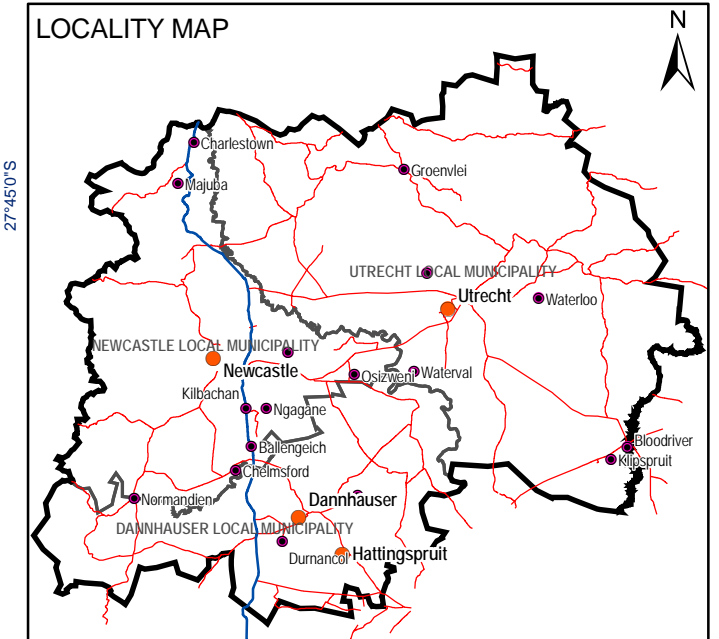 LOCALITY MAP
N
27°45'0"S
Charlestown
Majuba
Groenvlei
UTRECHT LOCAL MUNICIPALITY
Waterloo
Utrecht
NEWCASTLE LOCAL MUNICIPALITY
Newcastle
Osizweni
Waterval
Kilbachan
Ngagane
Ballengeich
Bloodriver
Klipspruit
Chelmsford
Normandien
Dannhauser
DANNHAUSER LOCAL MUNICIPALITY
Durnancol
Hattingspruit